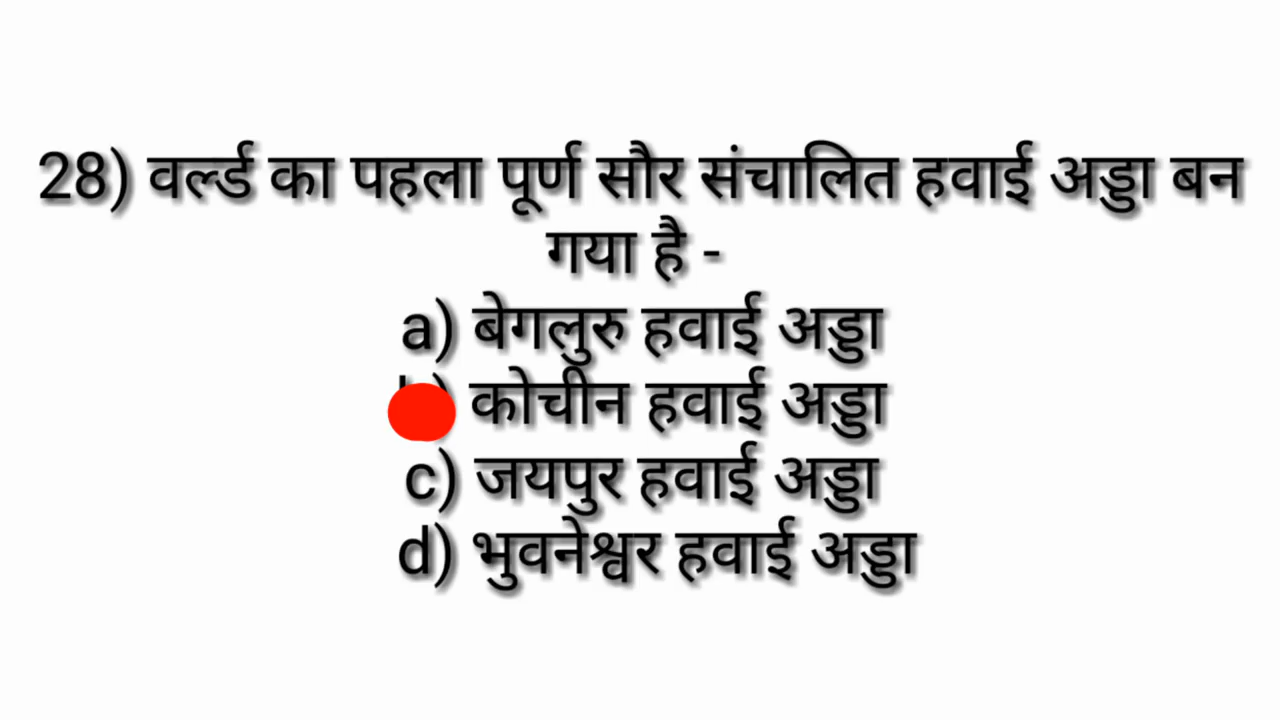 28) वर्ल्ड का पहला पूर्ण सौर संचालित हवाई अड्डा बन
गया है -
a) बेगलुरु हवाई अड्डा
कोचीन हवाई अड्डा
c) जयपुर हवाई अड्डा
d) भुवनेश्वर हवाई अड्डा